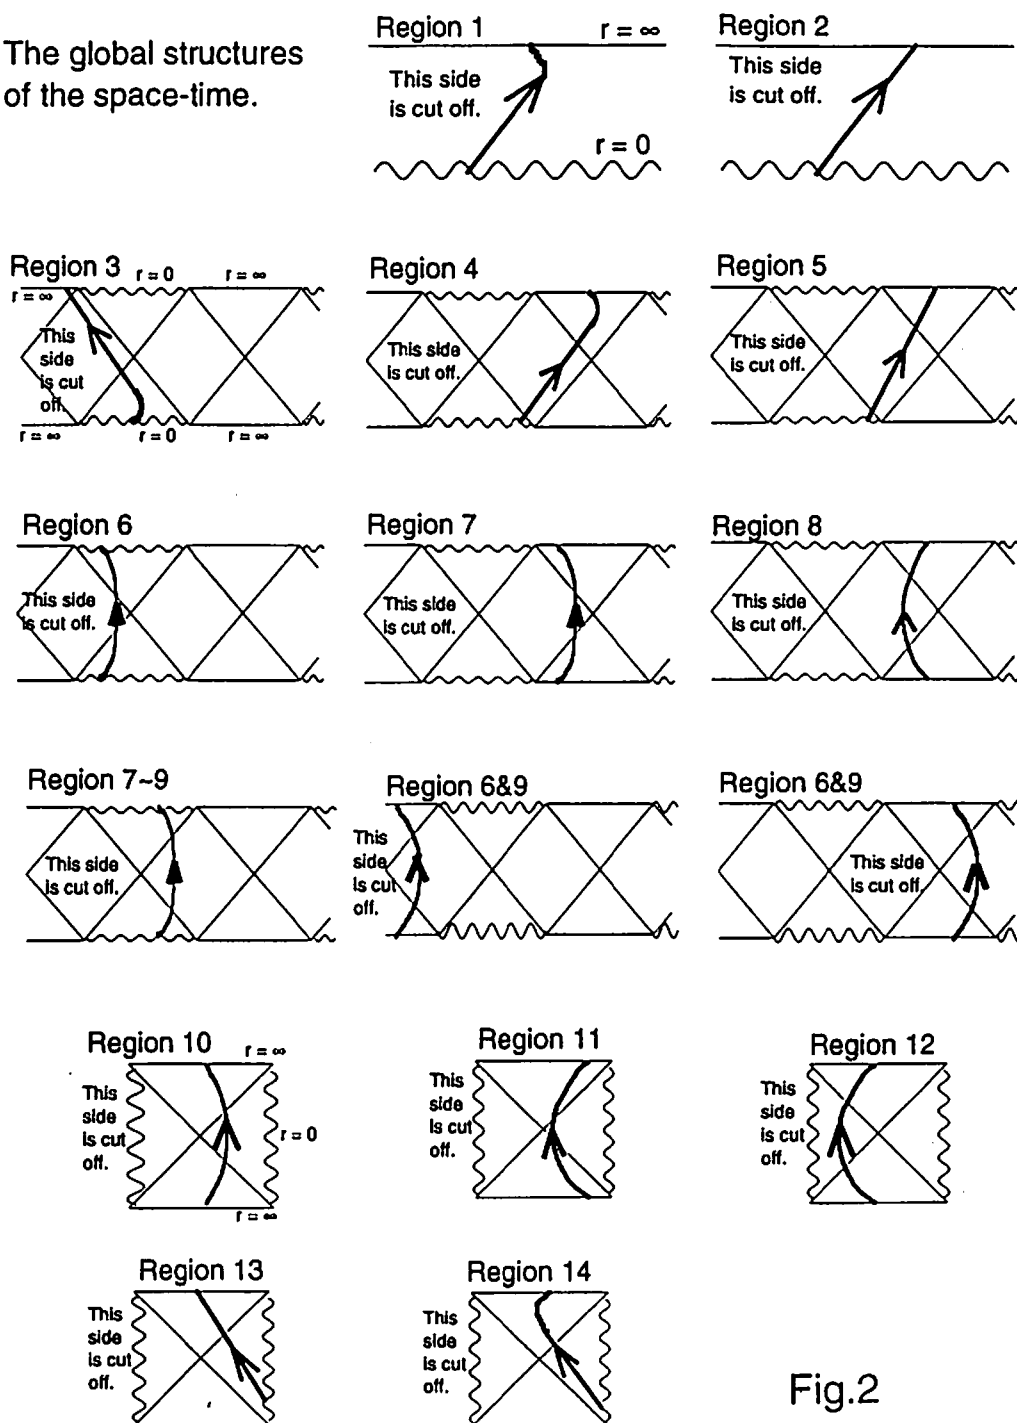 The global structures
of the space-time.
Region 1
r = ∞
This side
is cut off.
r = 0
Region 2
This side
is cut off.
Region 3
r = 0
r = ∞
r = ∞
This
side
is cut
off.
r = ∞
r = 0
r = ∞
Region 4
This side
is cut off.
Region 5
This side
is cut off.
Region 6
This side
is cut off.
Region 7
This side
is cut off.
Region 8
This side
is cut off.
Region 7~9
This side
is cut off.
Region 6&9
This
side
is cut
off.
Region 6&9
This side
is cut off.
Region 10
r = ∞
This
side
is cut
off.
r = 0
r = ∞
Region 11
This
side
is cut
off.
Region 12
This
side
is cut
off.
Region 13
This
side
is cut
off.
Region 14
This
side
is cut
off.
Fig.2